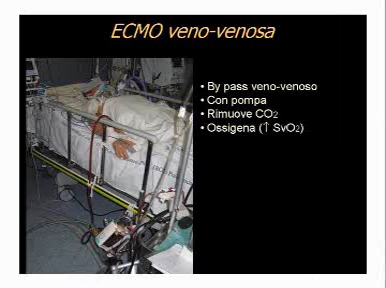 ECMO veno-venosa
• By pass veno-venoso
• Con pompa
• Rimuove CO2
• Ossigena (↑ SvO2)